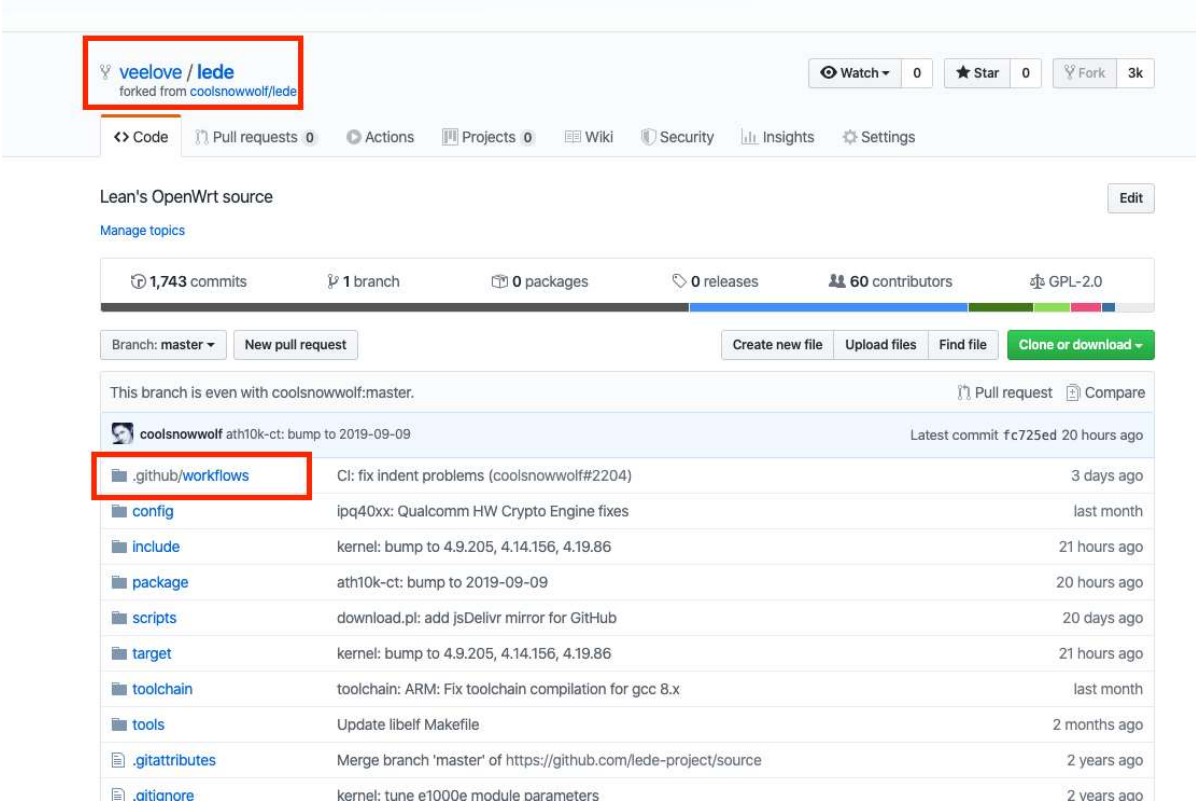 veelove / lede
forked from coolsnowwolf/lede
Watch 0 Star 0 Fork 3k
Code Pull requests 0 Actions Projects 0 Wiki Security Insights Settings
Lean's OpenWrt source Edit
Manage topics
1,743 commits 1 branch 0 packages 0 releases 60 contributors GPL-2.0
Branch: master New pull request Create new file Upload files Find file Clone or download
This branch is even with coolsnowwolf:master. Pull request Compare
coolsnowwolf ath10k-ct: bump to 2019-09-09 Latest commit fc725ed 20 hours ago
.github/workflows CI: fix indent problems (coolsnowwolf#2204) 3 days ago
config ipq40xx: Qualcomm HW Crypto Engine fixes last month
include kernel: bump to 4.9.205, 4.14.156, 4.19.86 21 hours ago
package ath10k-ct: bump to 2019-09-09 20 hours ago
scripts download.pl: add jsDelivr mirror for GitHub 20 days ago
target kernel: bump to 4.9.205, 4.14.156, 4.19.86 21 hours ago
toolchain toolchain: ARM: Fix toolchain compilation for gcc 8.x last month
tools Update libelf Makefile 2 months ago
.gitattributes Merge branch 'master' of https://github.com/lede-project/source 2 years ago
.gitignore kernel: tune e1000e module parameters 2 years ago